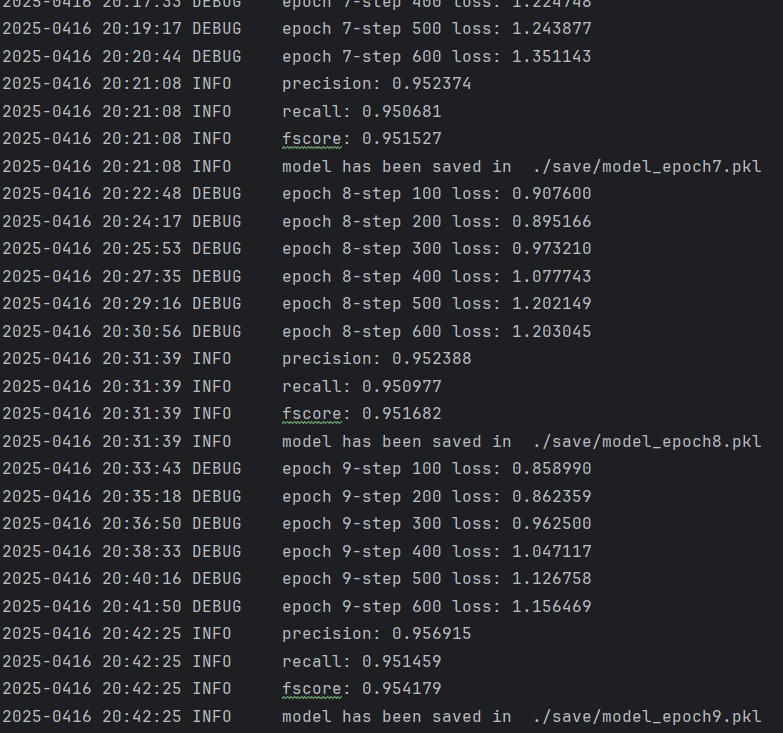 2025-0416 20:17:33 DEBUG epoch 7-step 400 loss: 1.224748
2025-0416 20:19:17 DEBUG epoch 7-step 500 loss: 1.243877
2025-0416 20:20:44 DEBUG epoch 7-step 600 loss: 1.351143
2025-0416 20:21:08 INFO precision: 0.952374
2025-0416 20:21:08 INFO recall: 0.950681
2025-0416 20:21:08 INFO fscore: 0.951527
2025-0416 20:21:08 INFO model has been saved in ./save/model_epoch7.pkl
2025-0416 20:22:48 DEBUG epoch 8-step 100 loss: 0.907600
2025-0416 20:24:17 DEBUG epoch 8-step 200 loss: 0.895166
2025-0416 20:25:53 DEBUG epoch 8-step 300 loss: 0.973210
2025-0416 20:27:35 DEBUG epoch 8-step 400 loss: 1.077743
2025-0416 20:29:16 DEBUG epoch 8-step 500 loss: 1.202149
2025-0416 20:30:56 DEBUG epoch 8-step 600 loss: 1.203045
2025-0416 20:31:39 INFO precision: 0.952388
2025-0416 20:31:39 INFO recall: 0.950977
2025-0416 20:31:39 INFO fscore: 0.951682
2025-0416 20:31:39 INFO model has been saved in ./save/model_epoch8.pkl
2025-0416 20:33:43 DEBUG epoch 9-step 100 loss: 0.858990
2025-0416 20:35:18 DEBUG epoch 9-step 200 loss: 0.862359
2025-0416 20:36:50 DEBUG epoch 9-step 300 loss: 0.962500
2025-0416 20:38:33 DEBUG epoch 9-step 400 loss: 1.047117
2025-0416 20:40:16 DEBUG epoch 9-step 500 loss: 1.126758
2025-0416 20:41:50 DEBUG epoch 9-step 600 loss: 1.156469
2025-0416 20:42:25 INFO precision: 0.956915
2025-0416 20:42:25 INFO recall: 0.951459
2025-0416 20:42:25 INFO fscore: 0.954179
2025-0416 20:42:25 INFO model has been saved in ./save/model_epoch9.pkl